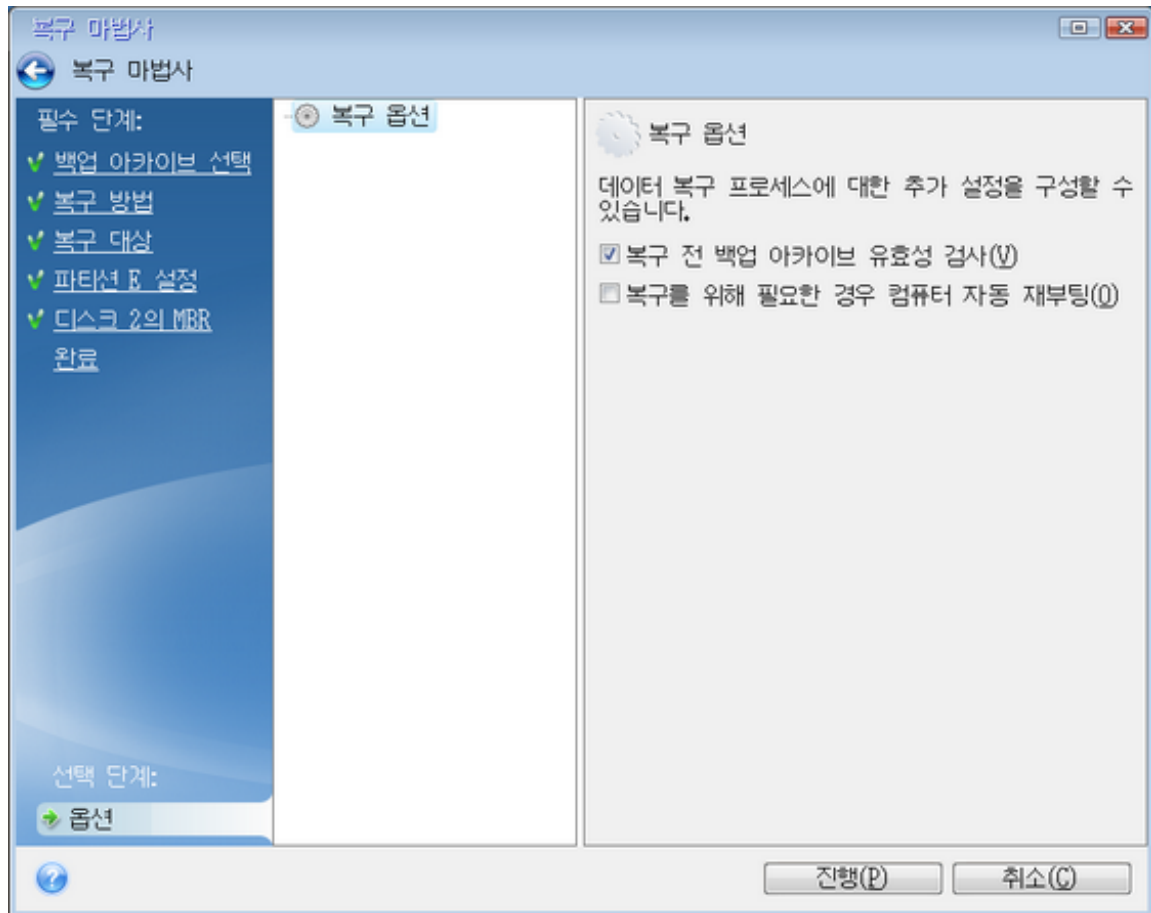 복구 마법사
복구 마법사
필수 단계:
백업 아카이브 선택
복구 방법
복구 대상
파티션 E 설정
디스크 2의 MBR
완료
선택 단계:
옵션
복구 옵션
복구 옵션
데이터 복구 프로세스에 대한 추가 설정을 구성할 수
있습니다.
복구 전 백업 아카이브 유효성 검사(V)
복구를 위해 필요한 경우 컴퓨터 자동 재부팅(O)
진행(P)
취소(C)